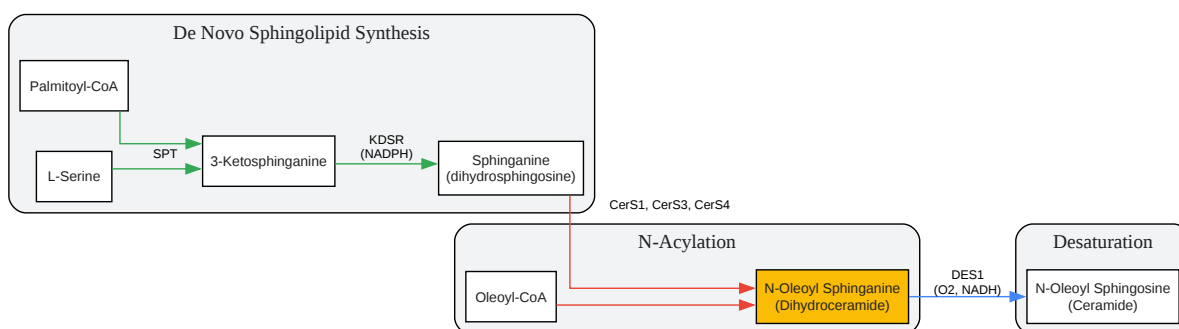 De Novo Sphingolipid Synthesis
Palmitoyl-CoA
L-Serine
SPT
3-Ketosphinganine
KDSR
(NADPH)
Sphinganine
(dihydrosphingosine)
CerS1, CerS3, CerS4
N-Acylation
Oleoyl-CoA
N-Oleoyl Sphinganine
(Dihydroceramide)
DES1
(O2, NADH)
Desaturation
N-Oleoyl Sphingosine
(Ceramide)